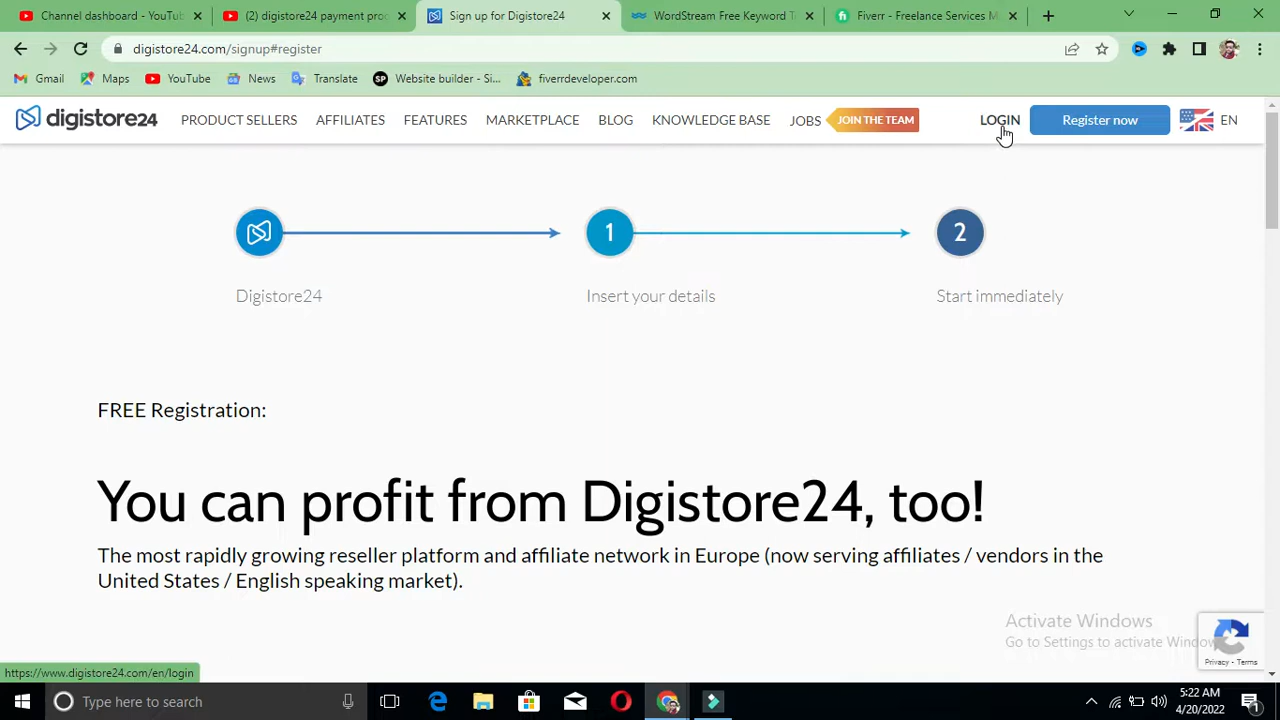 Channel dashboard - YouTu
(2) digistore24 payment proo
Sign up for Digistore24
WordStream Free Keyword T
Fiverr - Freelance Services M
digistore24.com/signup#register
Gmail
Maps
YouTube
News
Translate
SP
Website builder - Si...
fiverrdeveloper.com
digistore24
PRODUCT SELLERS
AFFILIATES
FEATURES
MARKETPLACE
BLOG
KNOWLEDGE BASE
JOBS
JOIN THE TEAM
LOGIN
Register now
EN
1
2
Digistore24
Insert your details
Start immediately
FREE Registration:
You can profit from Digistore24, too!
The most rapidly growing reseller platform and affiliate network in Europe (now serving affiliates / vendors in the
United States / English speaking market).
Activate Windows
Go to Settings to activate Window
Privacy - Terms
https://www.digistore24.com/en/login
Type here to search
5:22 AM
4/20/2022
1